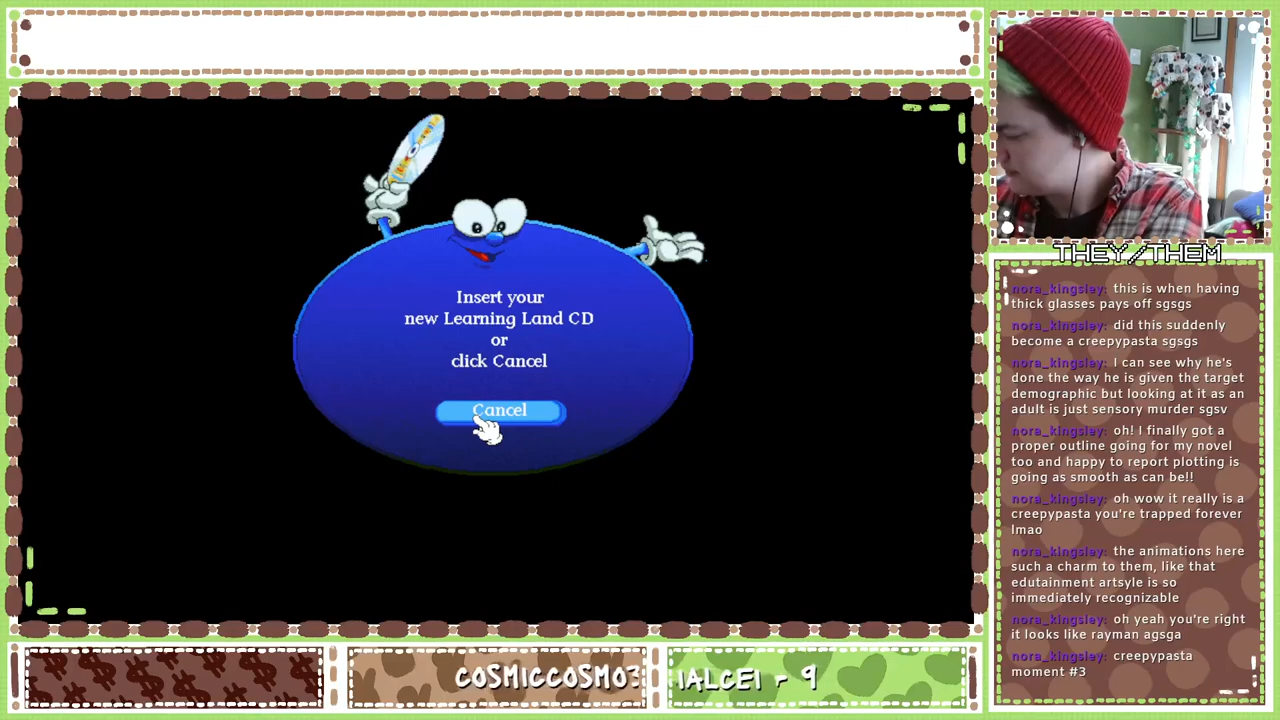 Insert your
new Learning Land CD
or
click Cancel
Cancel
THEY/THEM
nora_kingsley: this is when having
thick glasses pays off sgsgs
nora_kingsley: did this suddenly
become a creepypasta sgsgs
nora_kingsley: I can see why he's
done the way he is given the target
demographic but looking at it as an
adult is just sensory murder sgsv
nora_kingsley: oh! I finally got a
proper outline going for my novel
too and happy to report plotting is
going as smooth as can be!!
nora_kingsley: oh wow it really is a
creepypasta you're trapped forever
lmao
nora_kingsley: the animations here
such a charm to them, like that
edutainment artsyle is so
immediately recognizable
nora_kingsley: oh yeah you're right
it looks like rayman agsga
nora_kingsley: creepypasta
moment #3
IALCEI - 9